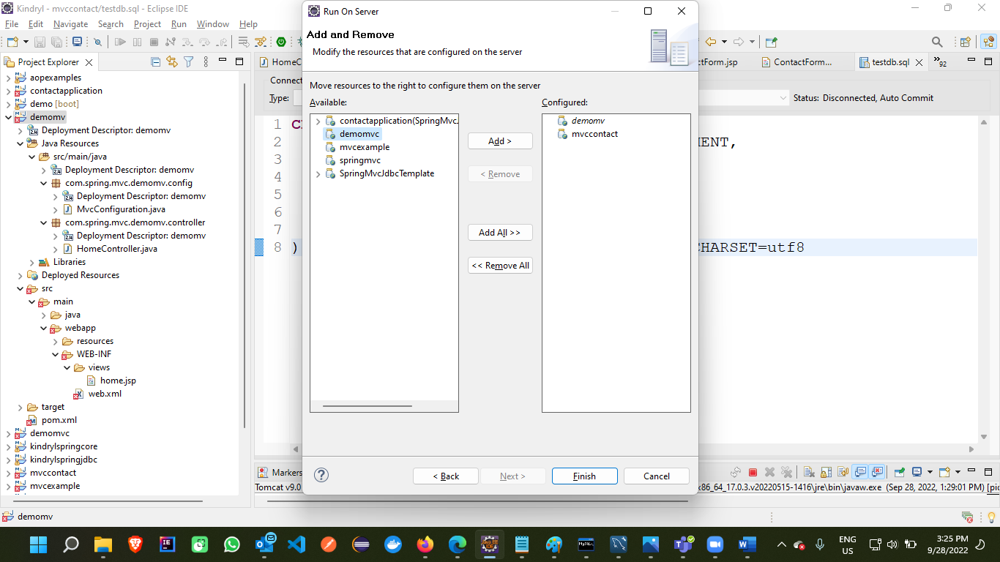 Kindryl - mvccontact/testdb.sql - Eclipse IDE
File Edit Navigate Search Project Run Window Help
Project Explorer
aopexamples
contactapplication
demo [boot]
demomv
Deployment Descriptor: demomv
Java Resources
src/main/java
Deployment Descriptor: demomv
com.spring.mvc.demomv.config
Deployment Descriptor: demomv
MvcConfiguration.java
com.spring.mvc.demomv.controller
Deployment Descriptor: demomv
HomeController.java
Libraries
Deployed Resources
src
main
java
webapp
resources
WEB-INF
views
home.jsp
web.xml
target
pom.xml
demomvc
kindrylspringcore
kindrylspringjdbc
mvccontact
mvcexample
demomv
Run On Server
Add and Remove
Modify the resources that are configured on the server
Move resources to the right to configure them on the server
Available:
contactapplication(SpringMvc.
demomvc
mvcexample
springmvc
SpringMvcJdbcTemplate
Add >
< Remove
Add All >>
<< Remove All
Configured:
demomv
mvccontact
< Back Next > Finish Cancel
HomeC
ctForm.jsp ContactForm... testdb.sql 92
Connect
Type:
Status: Disconnected, Auto Commit
1
2 MENT,
3
4
5
6
7
8 ) CHARSET=utf8
Markers
Tomcat v9.0 x86_64_17.0.3.v20220515-1416\jre\bin\javaw.exe (Sep 28, 2022, 1:29:01 PM) [pic
ENG
US
3:25 PM
9/28/2022